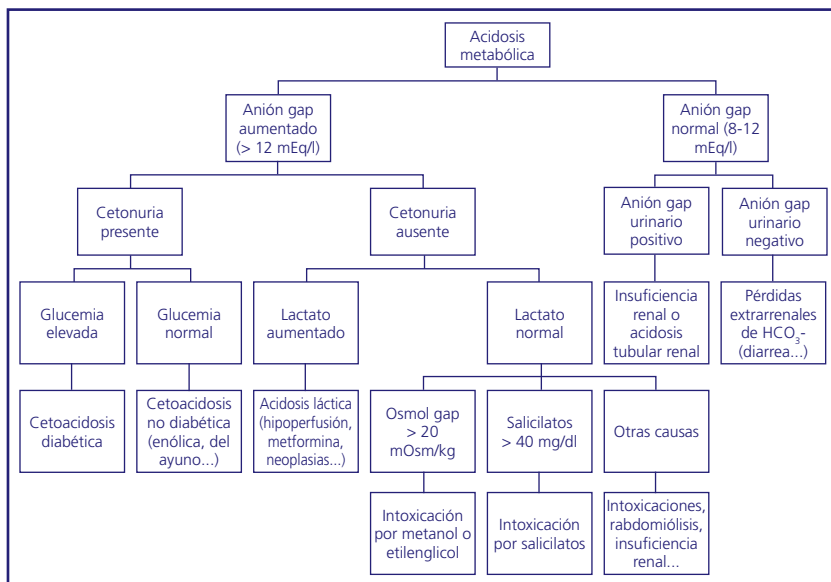 Acidosis
metabólica
Anión gap
aumentado
(> 12 mEq/l)
Anión gap
normal (8-12
mEq/l)
Cetonuria
presente
Cetonuria
ausente
Anión gap
urinario
positivo
Anión gap
urinario
negativo
Glucemia
elevada
Glucemia
normal
Lactato
aumentado
Lactato
normal
Insuficiencia
renal o
acidosis
tubular renal
Pérdidas
extrarrenales
de HCO₃-
(diarrea...)
Cetoacidosis
diabética
Cetoacidosis
no diabética
(enólica, del
ayuno...)
Acidosis láctica
(hipoperfusión,
metformina,
neoplasias...)
Osmol gap
> 20
mOsm/kg
Salicilatos
> 40 mg/dl
Otras causas
Intoxicación
por metanol o
etilenglicol
Intoxicación
por salicilatos
Intoxicaciones,
rabdomiólisis,
insuficiencia
renal...